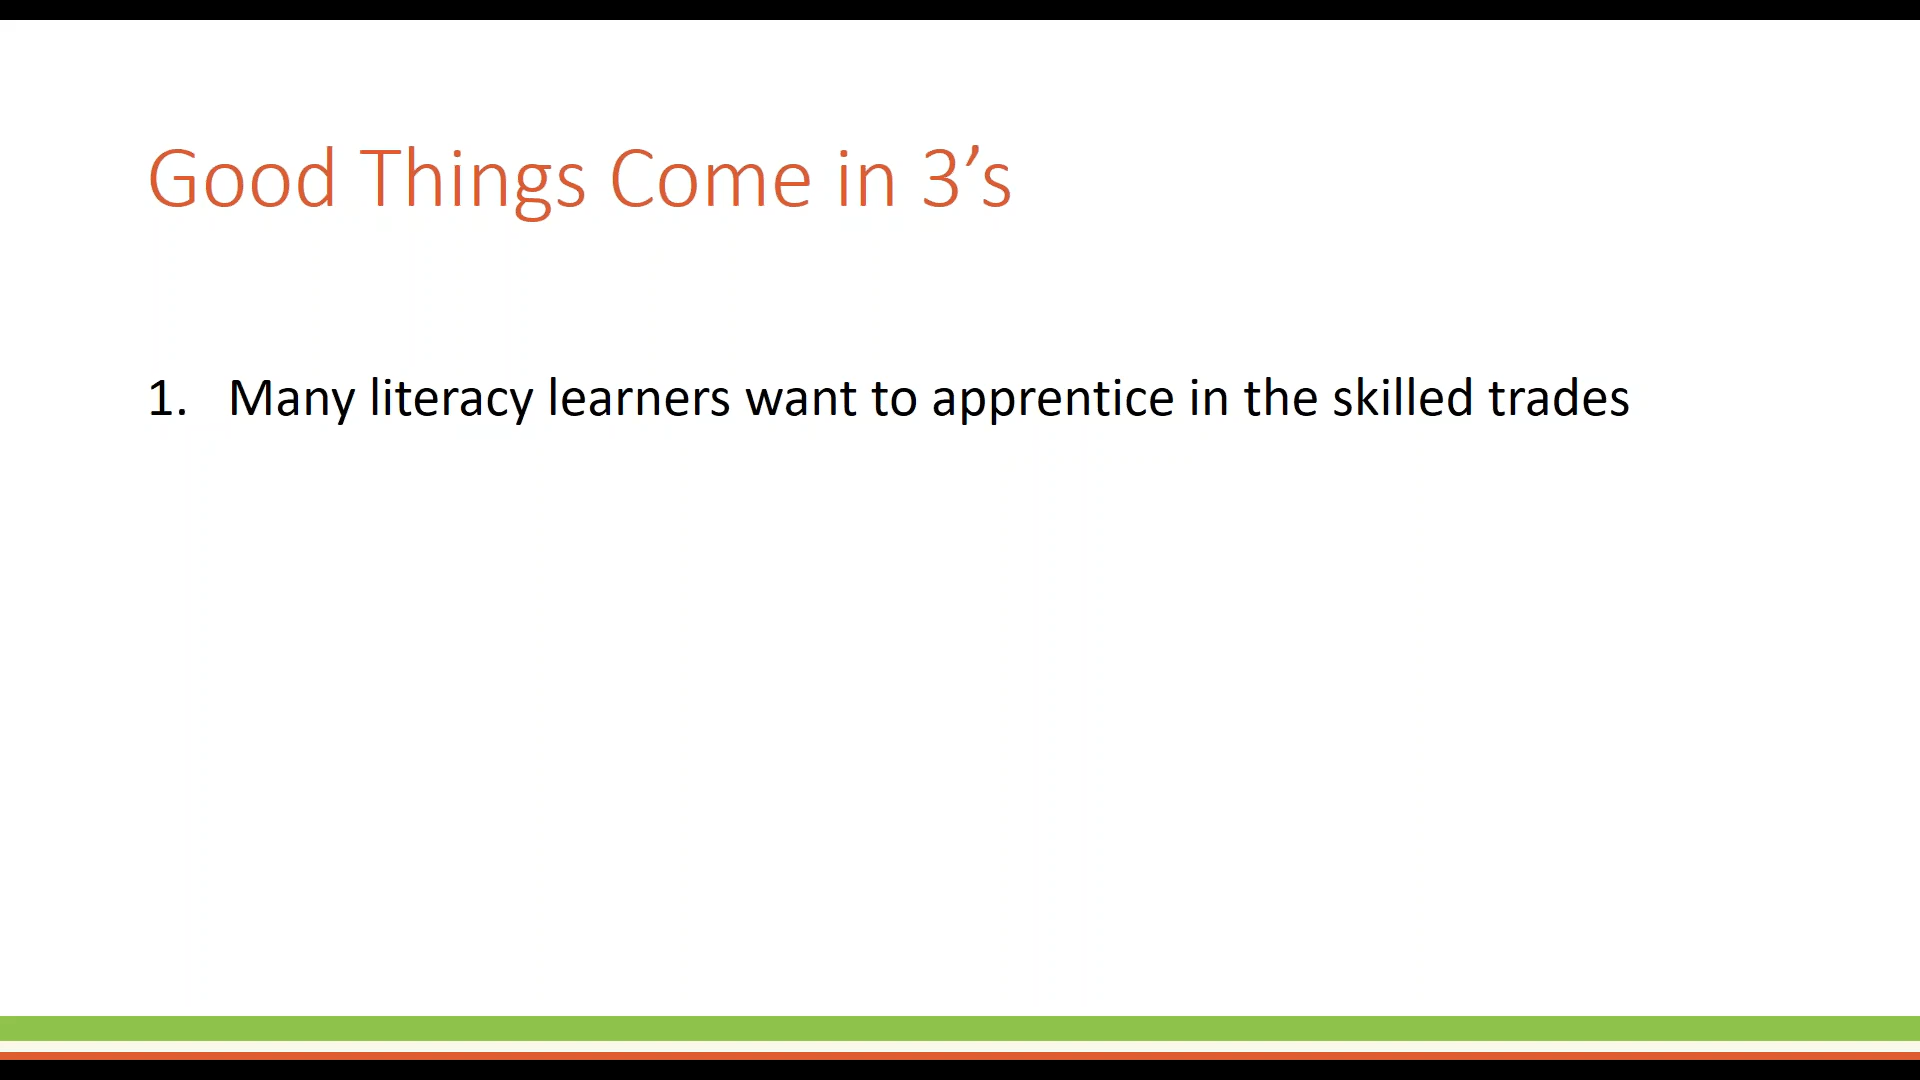 Good Things Come in 3’s
1. Many literacy learners want to apprentice in the skilled trades